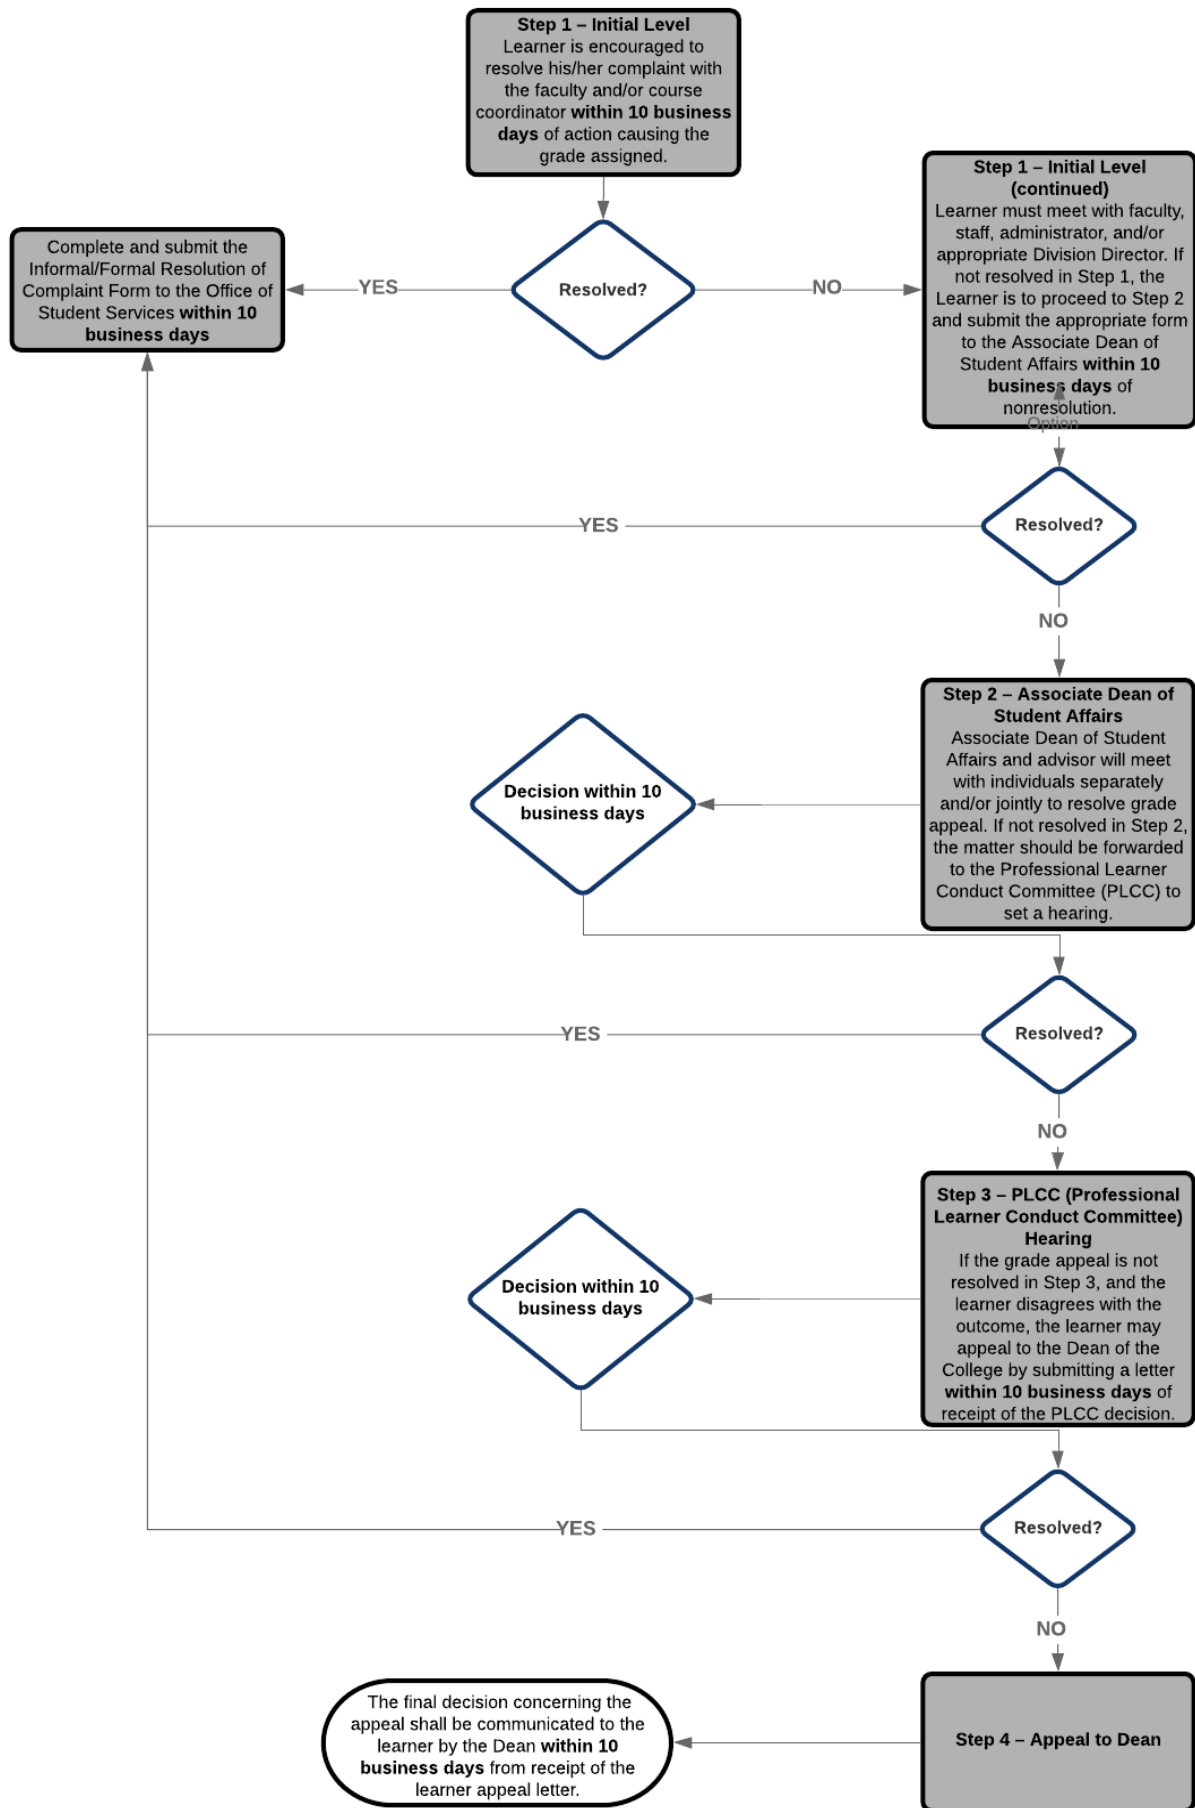 Step 1 – Initial Level
Learner is encouraged to
resolve his/her complaint with
the faculty and/or course
coordinator within 10 business
days of action causing the
grade assigned.
Step 1 – Initial Level
(continued)
Learner must meet with faculty,
staff, administrator, and/or
appropriate Division Director. If
not resolved in Step 1, the
Learner is to proceed to Step 2
and submit the appropriate form
to the Associate Dean of
Student Affairs within 10
business days of
nonresolution.
Option
Complete and submit the
Informal/Formal Resolution of
Complaint Form to the Office of
Student Services within 10
business days
YES
Resolved?
NO
YES
Resolved?
NO
Step 2 – Associate Dean of
Student Affairs
Associate Dean of Student
Affairs and advisor will meet
with individuals separately
and/or jointly to resolve grade
appeal. If not resolved in Step 2,
the matter should be forwarded
to the Professional Learner
Conduct Committee (PLCC) to
set a hearing.
Decision within 10
business days
YES
Resolved?
NO
Step 3 – PLCC (Professional
Learner Conduct Committee)
Hearing
If the grade appeal is not
resolved in Step 3, and the
learner disagrees with the
outcome, the learner may
appeal to the Dean of the
College by submitting a letter
within 10 business days of
receipt of the PLCC decision.
Decision within 10
business days
YES
Resolved?
NO
Step 4 – Appeal to Dean
The final decision concerning the
appeal shall be communicated to the
learner by the Dean within 10
business days from receipt of the
learner appeal letter.